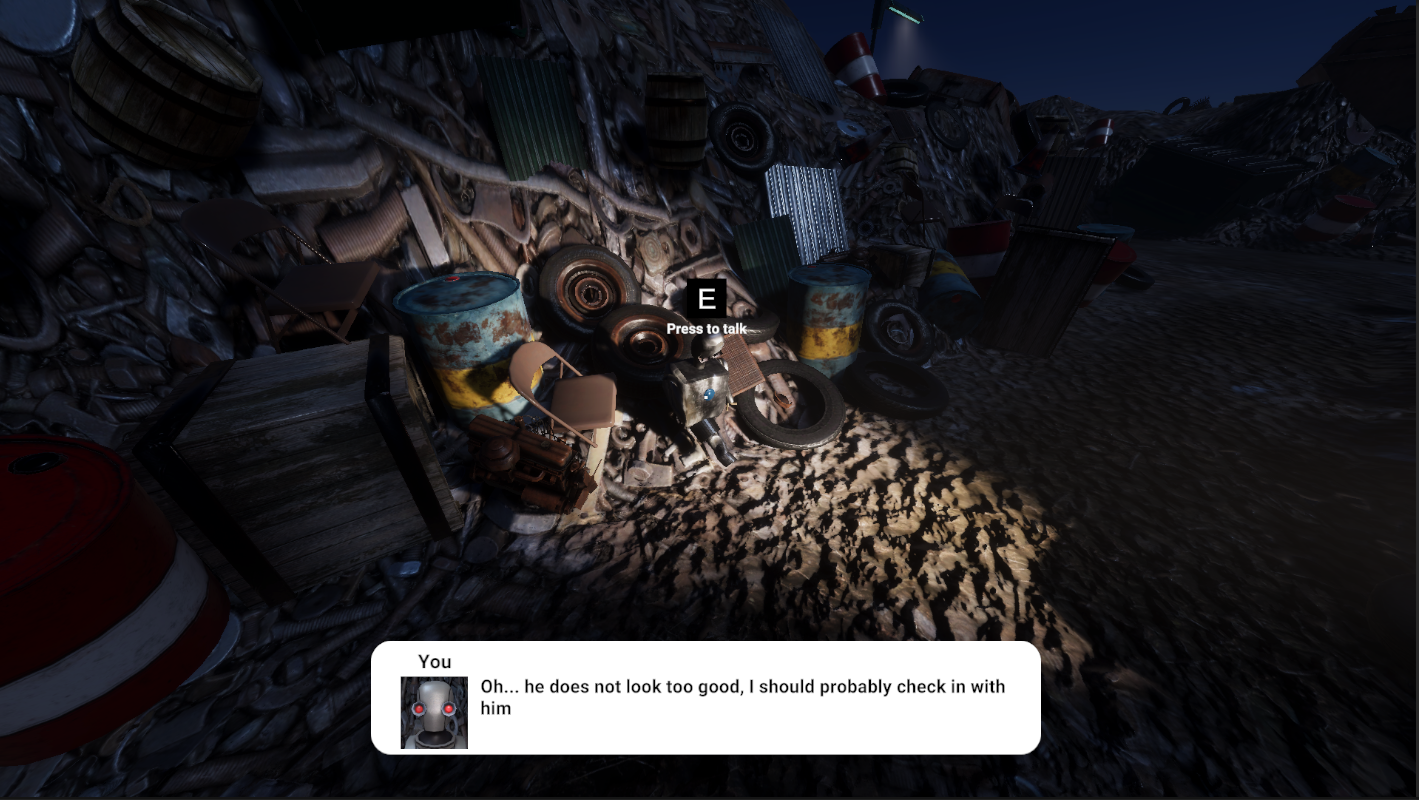 E
Press to talk
You
Oh... he does not look too good, I should probably check in with
him